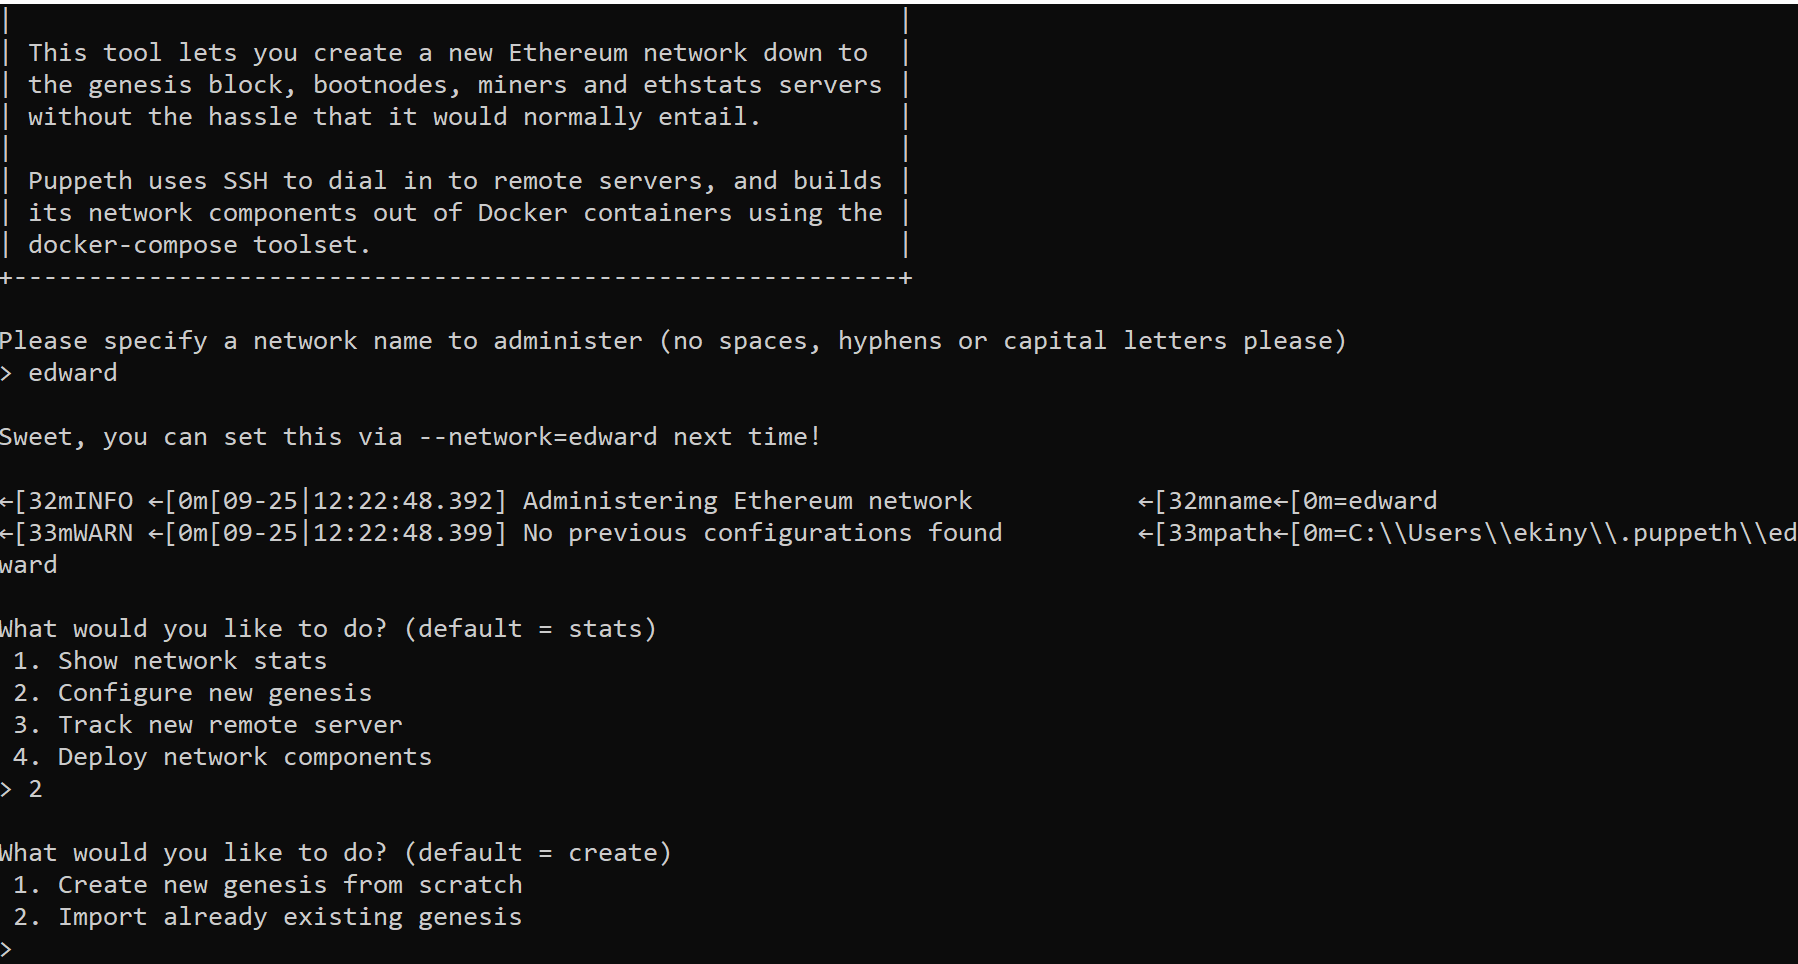 |                                                           |
| This tool lets you create a new Ethereum network down to  |
| the genesis block, bootnodes, miners and ethstats servers |
| without the hassle that it would normally entail.         |
|                                                           |
| Puppeth uses SSH to dial in to remote servers, and builds |
| its network components out of Docker containers using the |
| docker-compose toolset.                                   |
+-----------------------------------------------------------+

Please specify a network name to administer (no spaces, hyphens or capital letters please)
> edward

Sweet, you can set this via --network=edward next time!

←[32mINFO ←[0m[09-25|12:22:48.392] Administering Ethereum network           ←[32mname←[0m=edward
←[33mWARN ←[0m[09-25|12:22:48.399] No previous configurations found         ←[33mpath←[0m=C:\\Users\\ekiny\\.puppeth\\ed
ward

What would you like to do? (default = stats)
 1. Show network stats
 2. Configure new genesis
 3. Track new remote server
 4. Deploy network components
> 2

What would you like to do? (default = create)
 1. Create new genesis from scratch
 2. Import already existing genesis
>